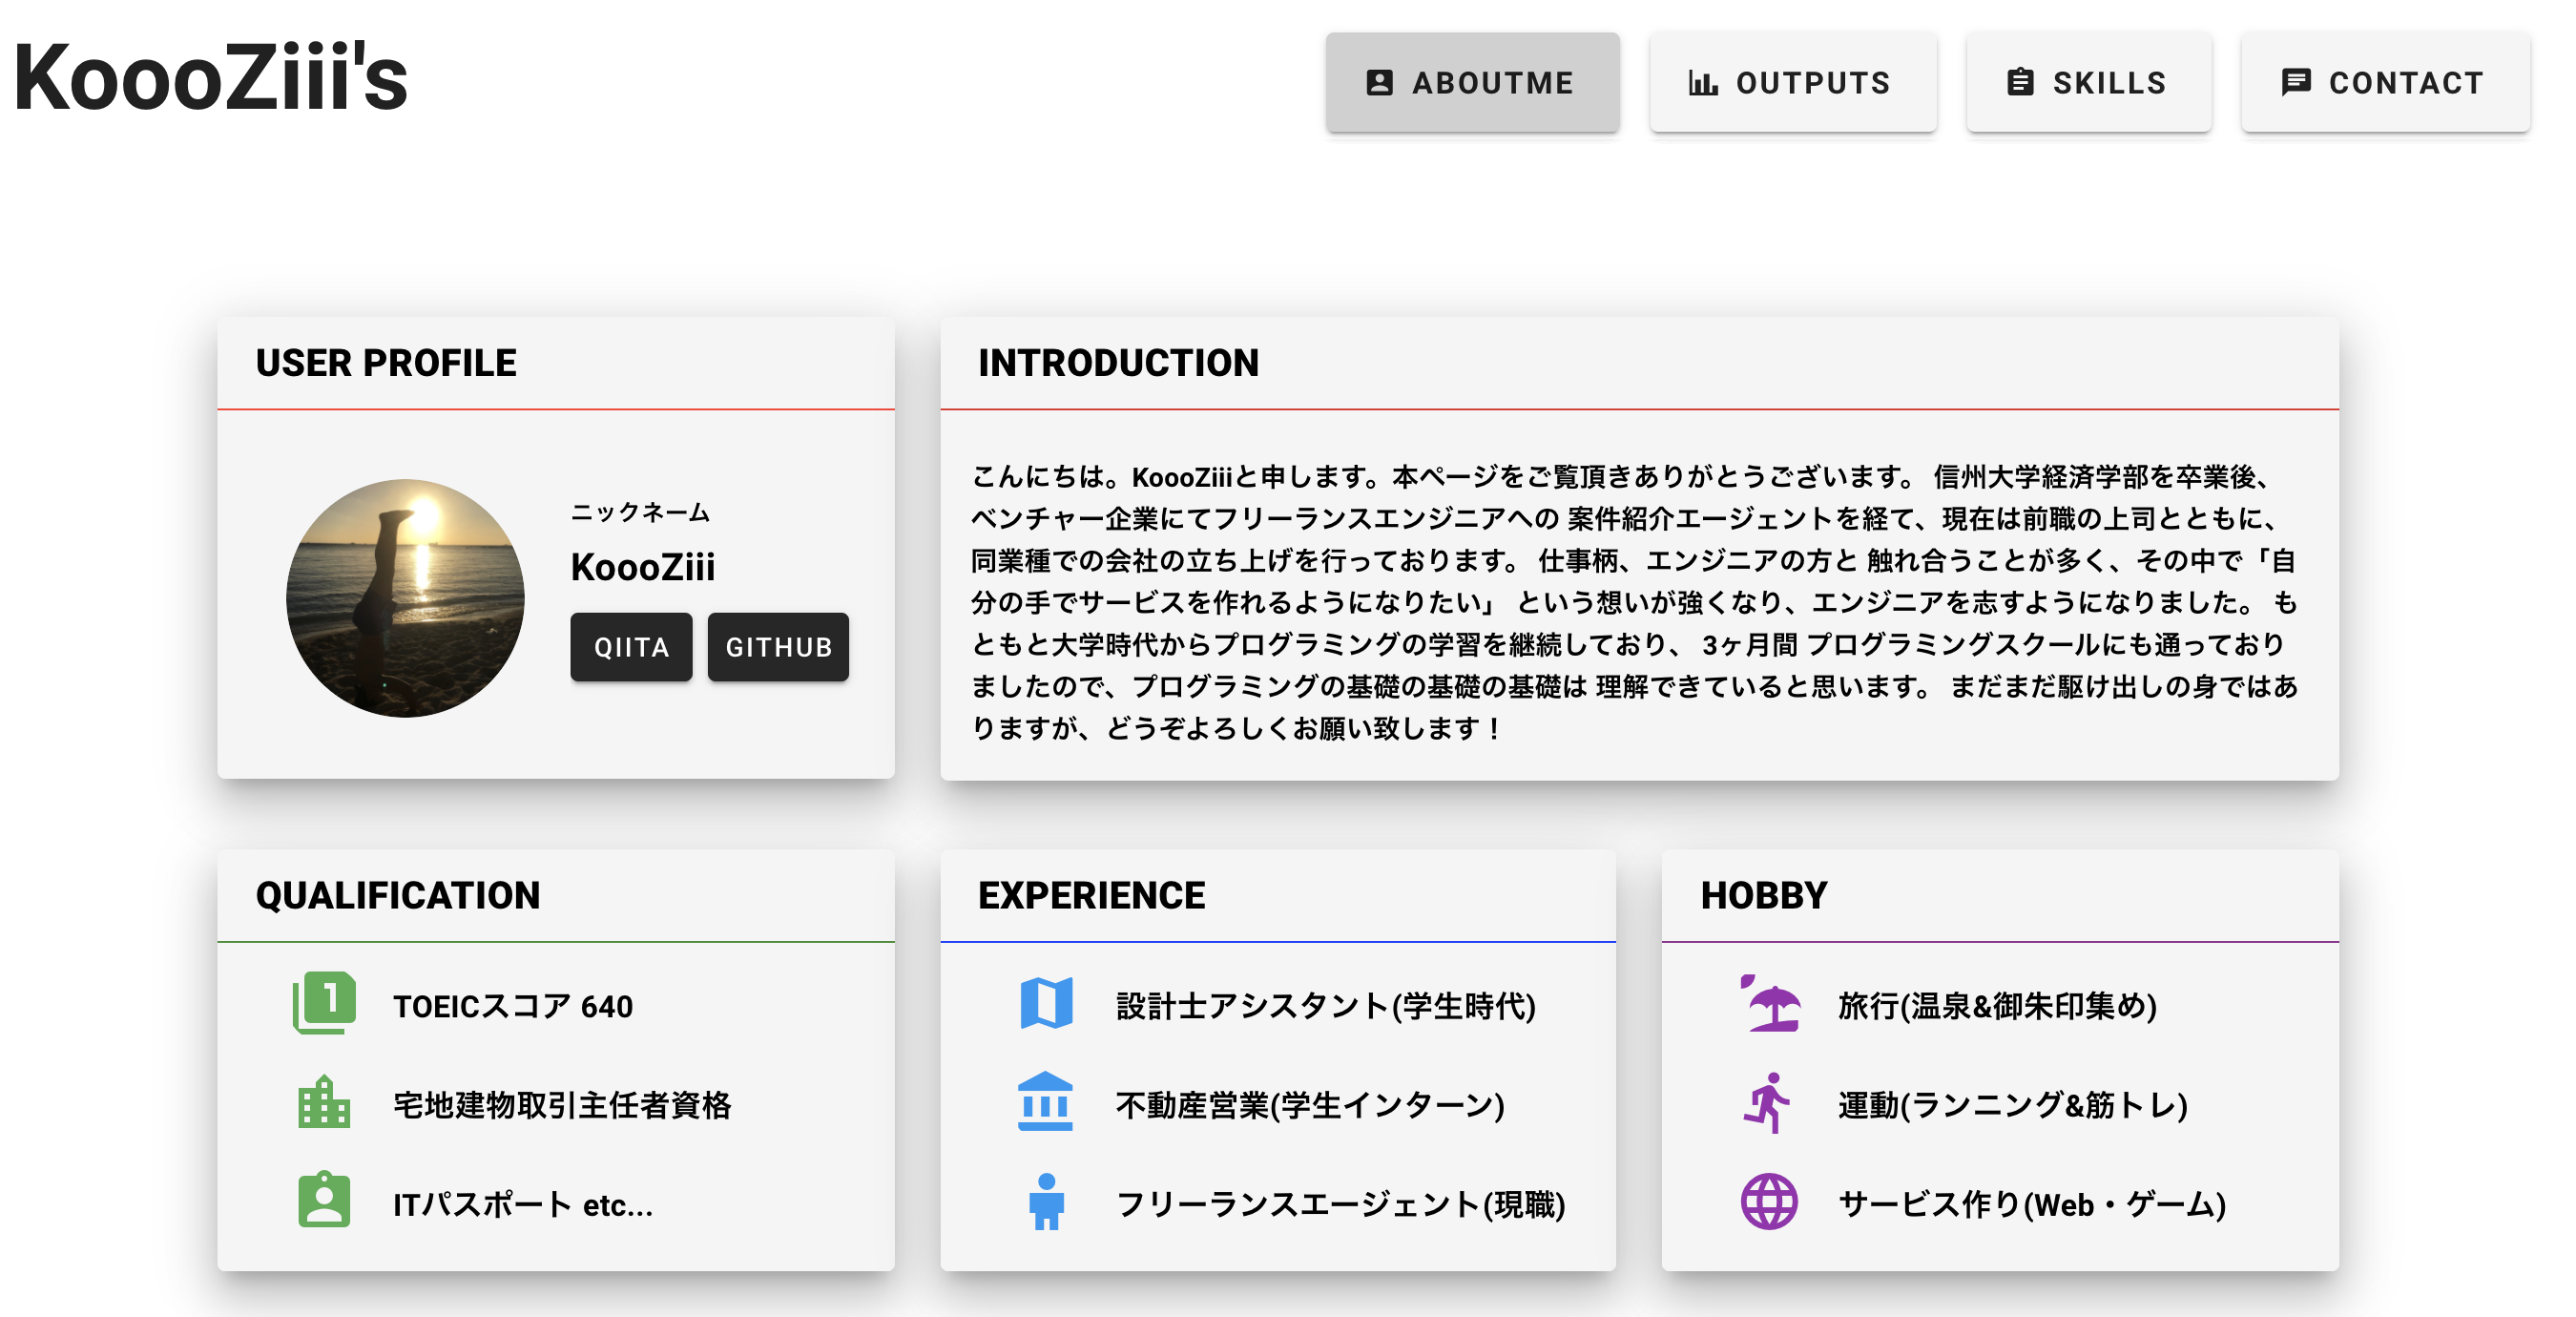 KoooZiii's
ABOUTME
OUTPUTS
SKILLS
CONTACT
USER PROFILE
ニックネーム
KoooZiii
QIITA
GITHUB
INTRODUCTION
こんにちは。KoooZiiiと申します。本ページをご覧頂きありがとうございます。 信州大学経済学部を卒業後、
ベンチャー企業にてフリーランスエンジニアへの 案件紹介エージェントを経て、現在は前職の上司とともに、
同業種での会社の立ち上げを行っております。 仕事柄、エンジニアの方と 触れ合うことが多く、その中で「自
分の手でサービスを作れるようになりたい」 という想いが強くなり、エンジニアを志すようになりました。 も
ともと大学時代からプログラミングの学習を継続しており、 3ヶ月間 プログラミングスクールにも通っており
ましたので、プログラミングの基礎の基礎の基礎は 理解できていると思います。 まだまだ駆け出しの身ではあ
りますが、どうぞよろしくお願い致します！
QUALIFICATION
1
TOEICスコア 640
宅地建物取引主任者資格
ITパスポート etc...
EXPERIENCE
設計士アシスタント(学生時代)
不動産営業(学生インターン)
フリーランスエージェント(現職)
HOBBY
旅行(温泉&御朱印集め)
運動(ランニング&筋トレ)
サービス作り(Web・ゲーム)